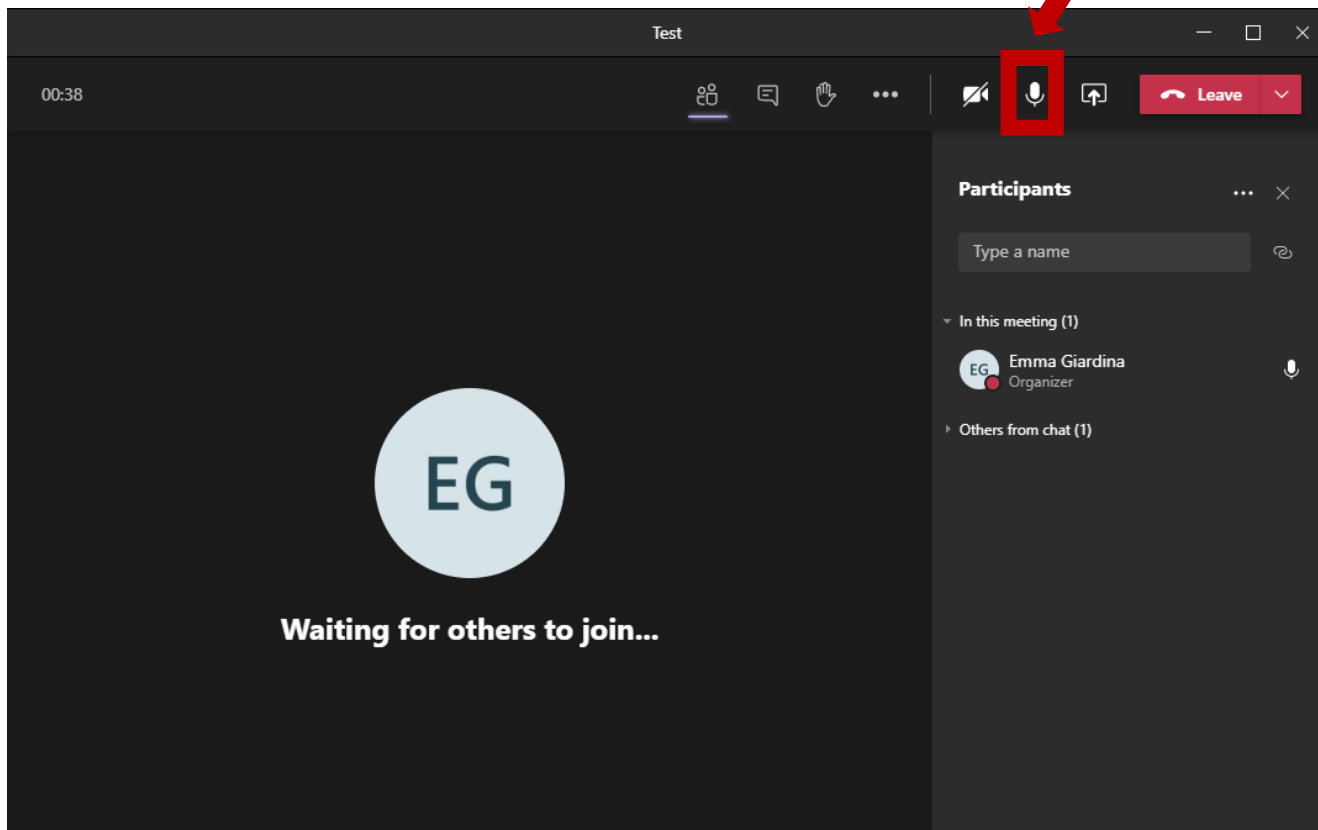 Test
00:38
Leave
Participants
Type a name
In this meeting (1)
EG
Emma Giardina
Organizer
Others from chat (1)
EG
Waiting for others to join...